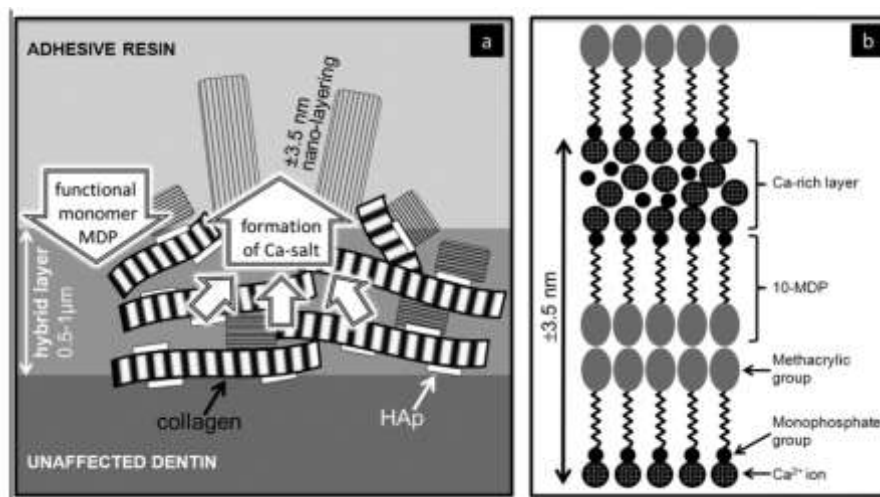 ADHESIVE RESIN
a
±3.5 nm
nano-layering
functional
monomer
MDP
formation
of Ca-salt
hybrid layer
0.5-1µm
collagen
HAp
UNAFFECTED DENTIN
b
±3.5 nm
Ca-rich layer
10-MDP
Methacrylic
group
Monophosphate
group
Ca²⁺ ion